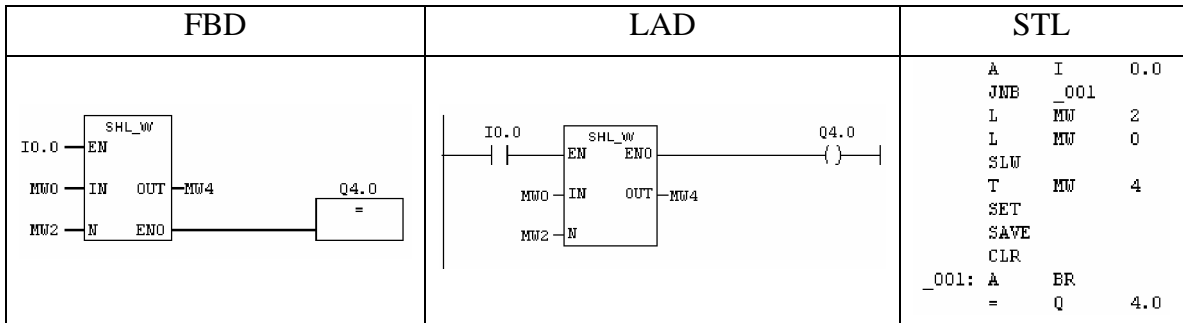 FBD
LAD
STL
SHL_W
I0.0 EN
MW0 IN OUT MW4
MW2 N ENO
Q4.0
=
I0.0
SHL_W
EN ENO
Q4.0
( )
MW0 IN OUT MW4
MW2 N
A I 0.0
JNB _001
L MW 2
L MW 0
SLW
T MW 4
SET
SAVE
CLR
_001: A BR
= Q 4.0